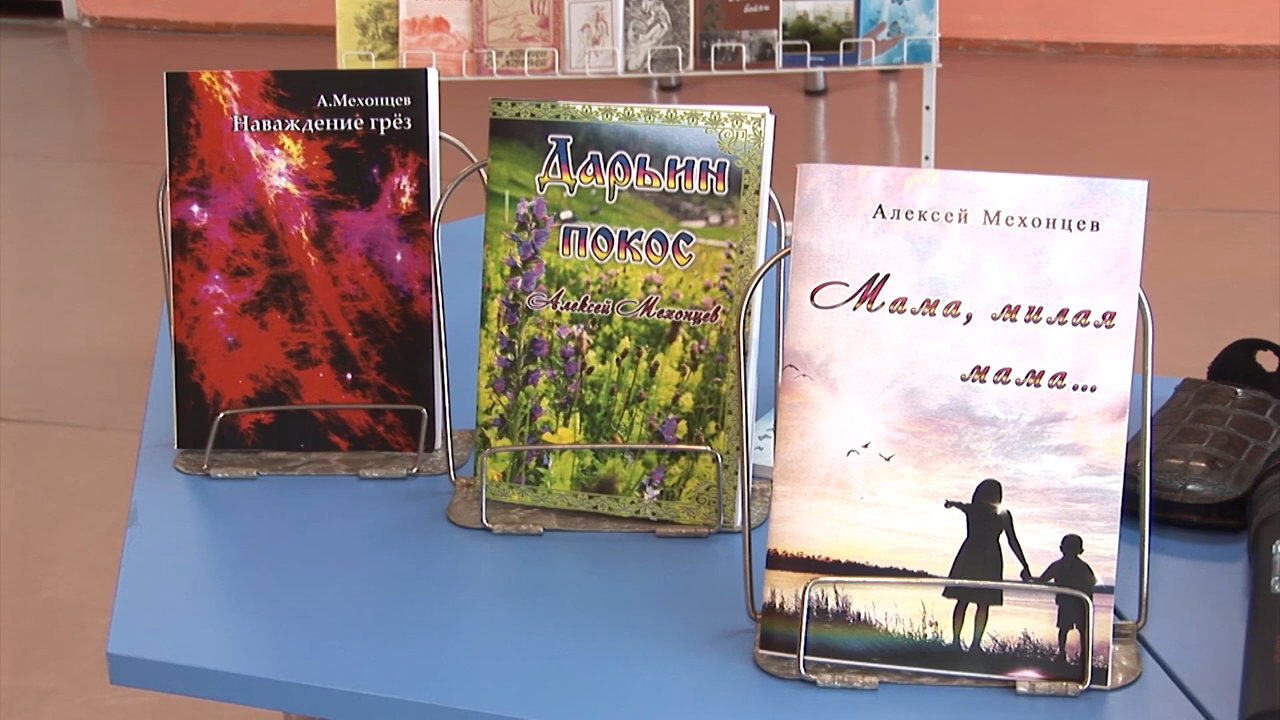 А.Мехонцев
Наваждение грёз
Дарьин
покос
Алексей Мехонцев
Алексей Мехонцев
Мама, милая
мама...